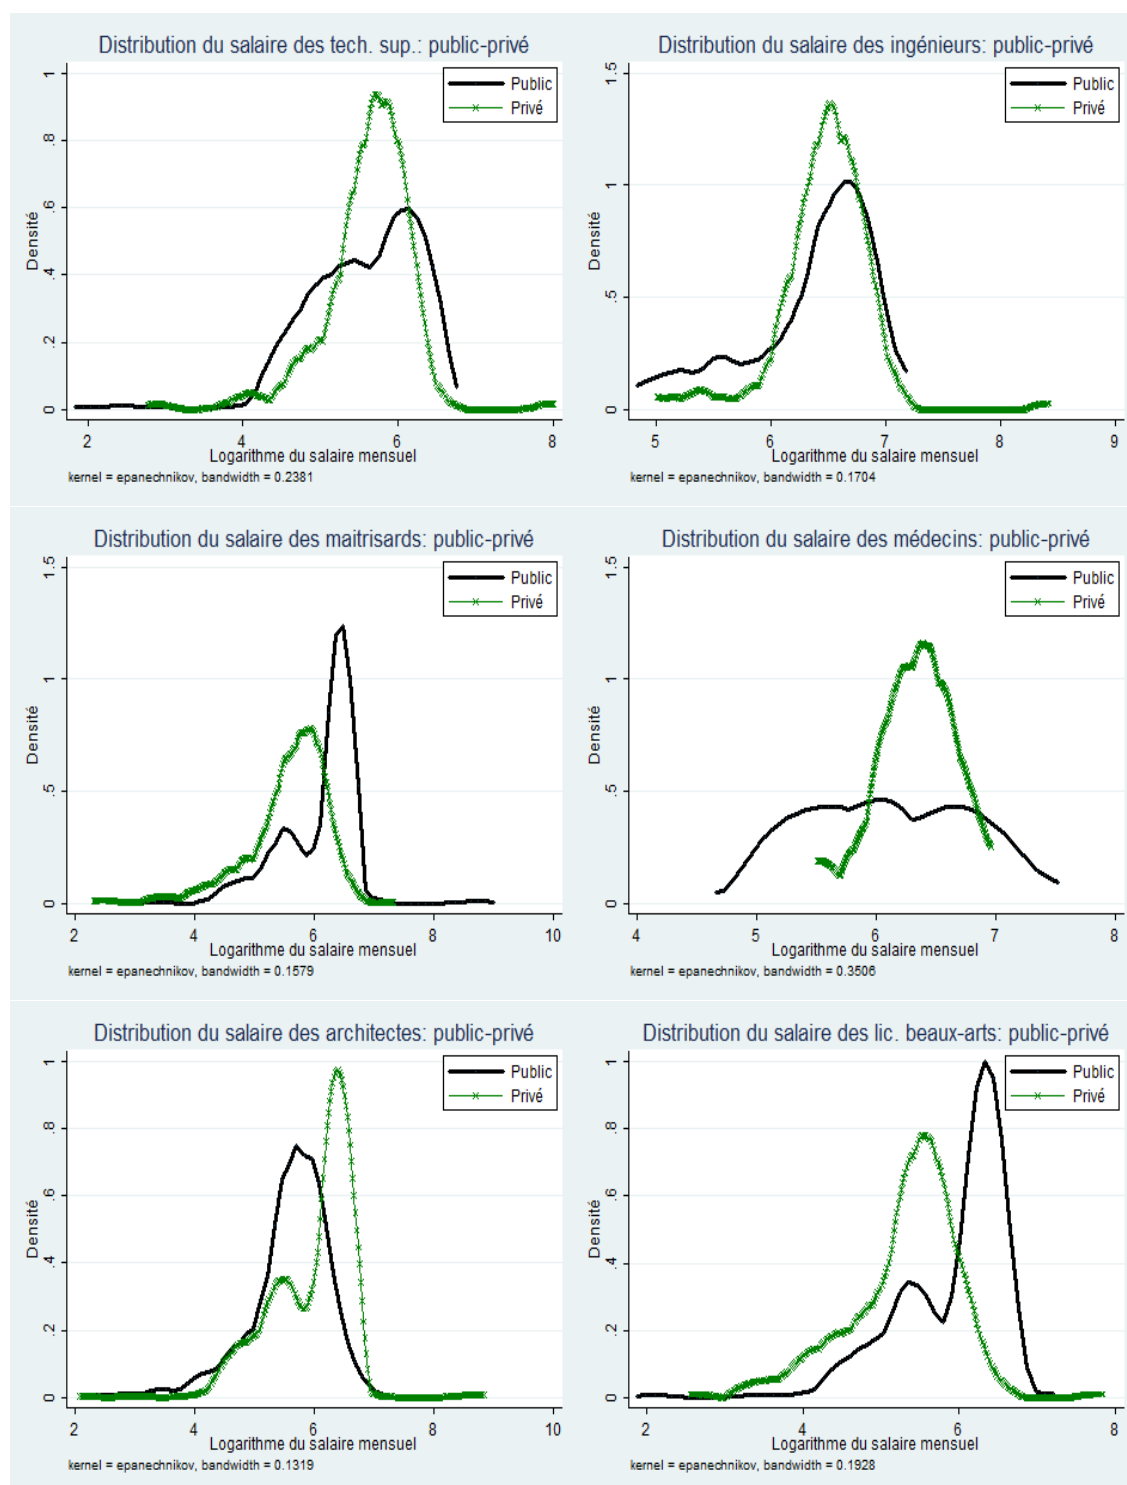 Distribution du salaire des tech. sup.: public-privé
Public
Privé
Densité
0 .2 .4 .6 .8 1
2 4 6 8
Logarithme du salaire mensuel
kernel = epanechnikov, bandwidth = 0.2381
Distribution du salaire des ingénieurs: public-privé
Public
Privé
Densité
0 .5 1 1.5
5 6 7 8 9
Logarithme du salaire mensuel
kernel = epanechnikov, bandwidth = 0.1704
Distribution du salaire des maitrisards: public-privé
Public
Privé
Densité
0 .5 1 1.5
2 4 6 8 10
Logarithme du salaire mensuel
kernel = epanechnikov, bandwidth = 0.1579
Distribution du salaire des médecins: public-privé
Public
Privé
Densité
0 .5 1 1.5
4 5 6 7 8
Logarithme du salaire mensuel
kernel = epanechnikov, bandwidth = 0.3506
Distribution du salaire des architectes: public-privé
Public
Privé
Densité
0 .2 .4 .6 .8 1
2 4 6 8 10
Logarithme du salaire mensuel
kernel = epanechnikov, bandwidth = 0.1319
Distribution du salaire des lic. beaux-arts: public-privé
Public
Privé
Densité
0 .2 .4 .6 .8 1
2 4 6 8
Logarithme du salaire mensuel
kernel = epanechnikov, bandwidth = 0.1928